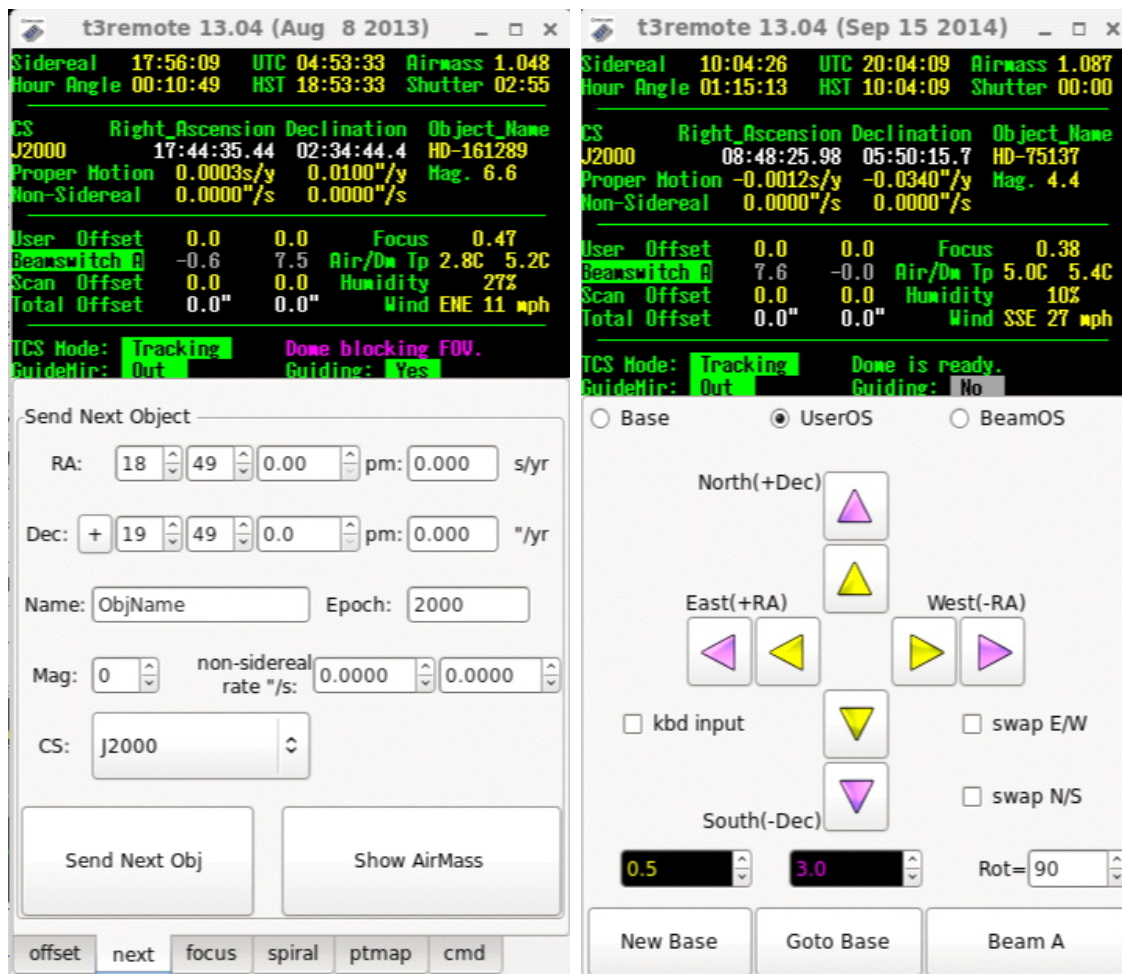 t3remote 13.04 (Aug 8 2013)
Sidereal 17:56:09 UTC 04:53:33 Airmass 1.048
Hour Angle 00:10:49 HST 18:53:33 Shutter 02:55
CS Right_Ascension Declination Object_Name
J2000 17:44:35.44 02:34:44.4 HD-161289
Proper Motion 0.0003s/y 0.0100"/y Mag. 6.6
Non-Sidereal 0.0000"/s 0.0000"/s
User Offset 0.0 0.0 Focus 0.47
Beamswitch A -0.6 7.5 Air/Dm Tp 2.8C 5.2C
Scan Offset 0.0 0.0 Humidity 27%
Total Offset 0.0" 0.0" Wind ENE 11 mph
TCS Mode: Tracking Dome blocking FOV.
GuideMir: Out Guiding: Yes
Send Next Object
RA: 18 49 0.00 pm: 0.000 s/yr
Dec: + 19 49 0.0 pm: 0.000 "/yr
Name: ObjName Epoch: 2000
Mag: 0 non-sidereal
rate "/s: 0.0000 0.0000
CS: J2000
Send Next Obj Show AirMass
offset next focus spiral ptmap cmd
t3remote 13.04 (Sep 15 2014)
Sidereal 10:04:26 UTC 20:04:09 Airmass 1.087
Hour Angle 01:15:13 HST 10:04:09 Shutter 00:00
CS Right_Ascension Declination Object_Name
J2000 08:48:25.98 05:50:15.7 HD-75137
Proper Motion -0.0012s/y -0.0340"/y Mag. 4.4
Non-Sidereal 0.0000"/s 0.0000"/s
User Offset 0.0 0.0 Focus 0.38
Beamswitch A 7.6 -0.0 Air/Dm Tp 5.0C 5.4C
Scan Offset 0.0 0.0 Humidity 10%
Total Offset 0.0" 0.0" Wind SSE 27 mph
TCS Mode: Tracking Dome is ready.
GuideMir: Out Guiding: No
Base UserOS BeamOS
North(+Dec)
East(+RA) West(-RA)
kbd input swap E/W
swap N/S
South(-Dec)
0.5 3.0 Rot= 90
New Base Goto Base Beam A